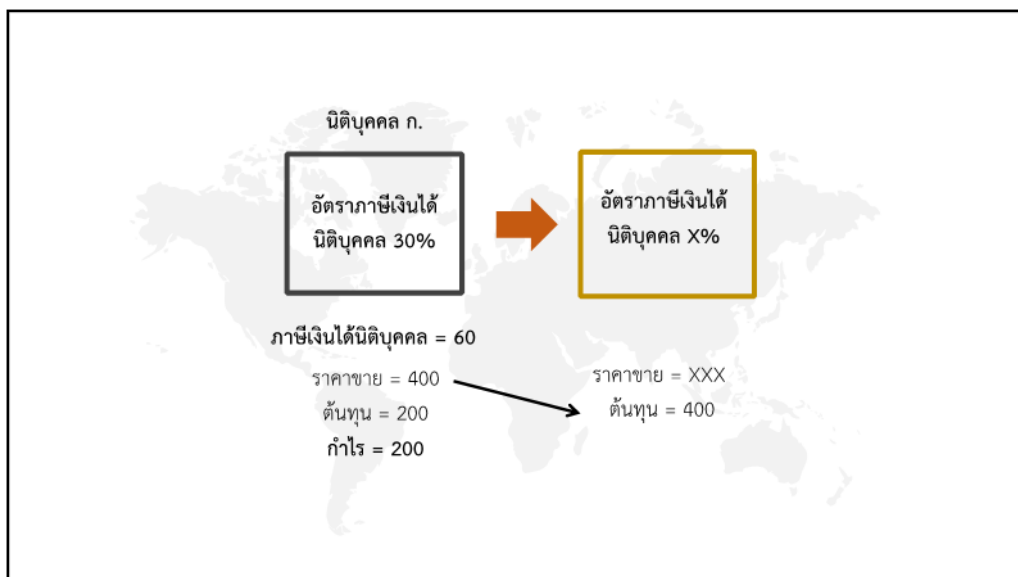 นิติบุคคล ก.
อัตราภาษีเงินได้
นิติบุคคล 30%
อัตราภาษีเงินได้
นิติบุคคล X%
ภาษีเงินได้นิติบุคคล = 60
ราคาขาย = 400
ต้นทุน = 200
กำไร = 200
ราคาขาย = XXX
ต้นทุน = 400